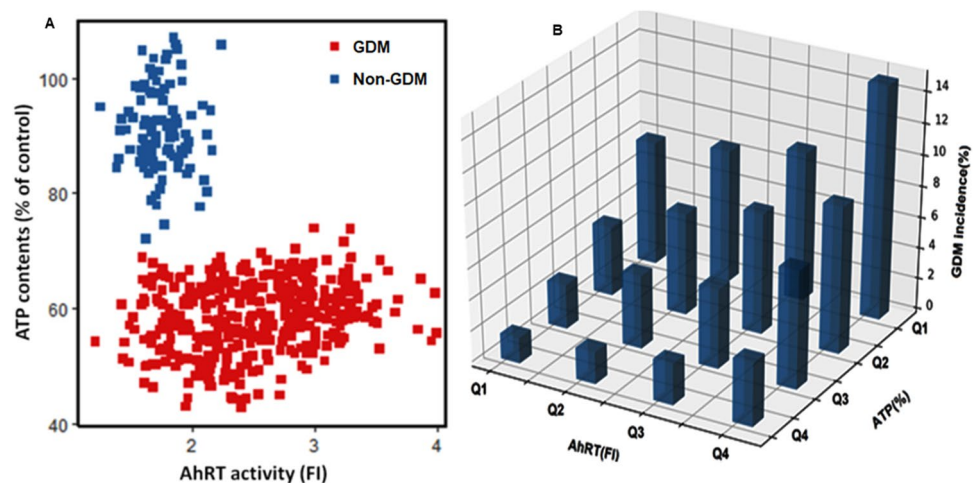 A
GDM
Non-GDM
100
80
60
40
2
3
4
ATP contents (% of control)
AhRT activity (FI)
B
14
12
10
8
6
4
2
0
GDM incidence(%)
Q1
Q2
Q3
Q4
AhRT(FI)
Q1
Q2
Q3
Q4
ATP(%)